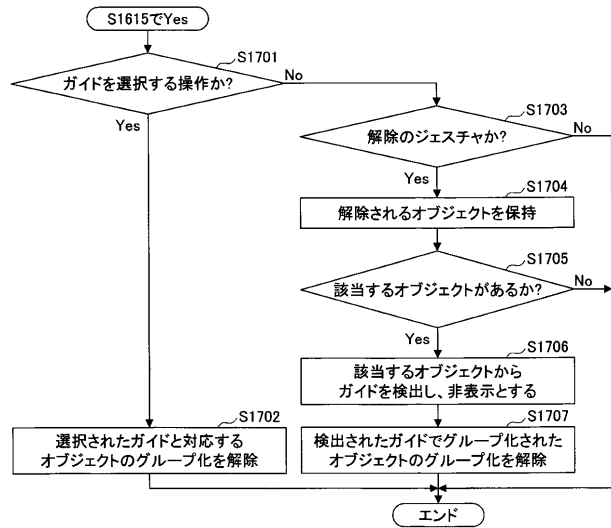 S1615でYes
S1701
ガイドを選択する操作か?
No
Yes
S1703
解除のジェスチャか?
No
Yes
S1704
解除されるオブジェクトを保持
S1705
該当するオブジェクトがあるか?
No
Yes
S1706
該当するオブジェクトから
ガイドを検出し、非表示とする
S1702
選択されたガイドと対応する
オブジェクトのグループ化を解除
S1707
検出されたガイドでグループ化された
オブジェクトのグループ化を解除
エンド